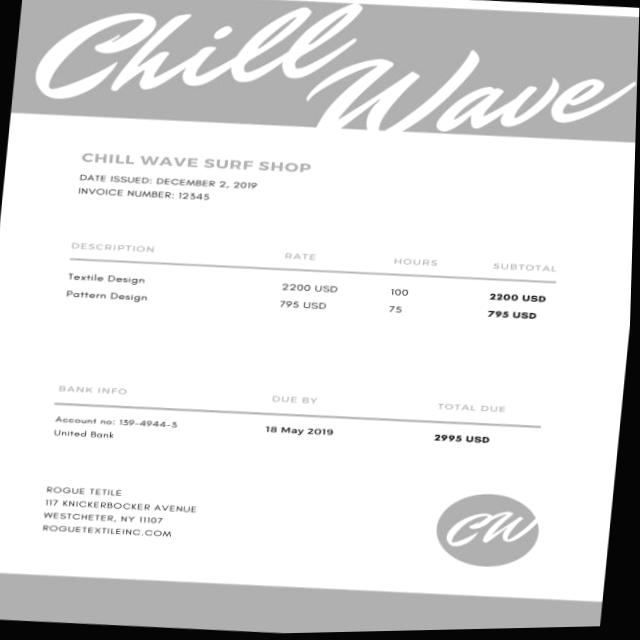 Chill
Wave
CHILL WAVE SURF SHOP
DATE ISSUED: DECEMBER 2, 2019
INVOICE NUMBER: 12345
DESCRIPTION RATE HOURS SUBTOTAL
Textile Design 2200 USD 100 2200 USD
Pattern Design 795 USD 75 795 USD
BANK INFO DUE BY TOTAL DUE
Account no: 139-4944-5 18 May 2019 2995 USD
United Bank
ROGUE TETILE
117 KNICKERBOCKER AVENUE
WESTCHETER, NY 11107
ROGUETEXTILEINC.COM
CW